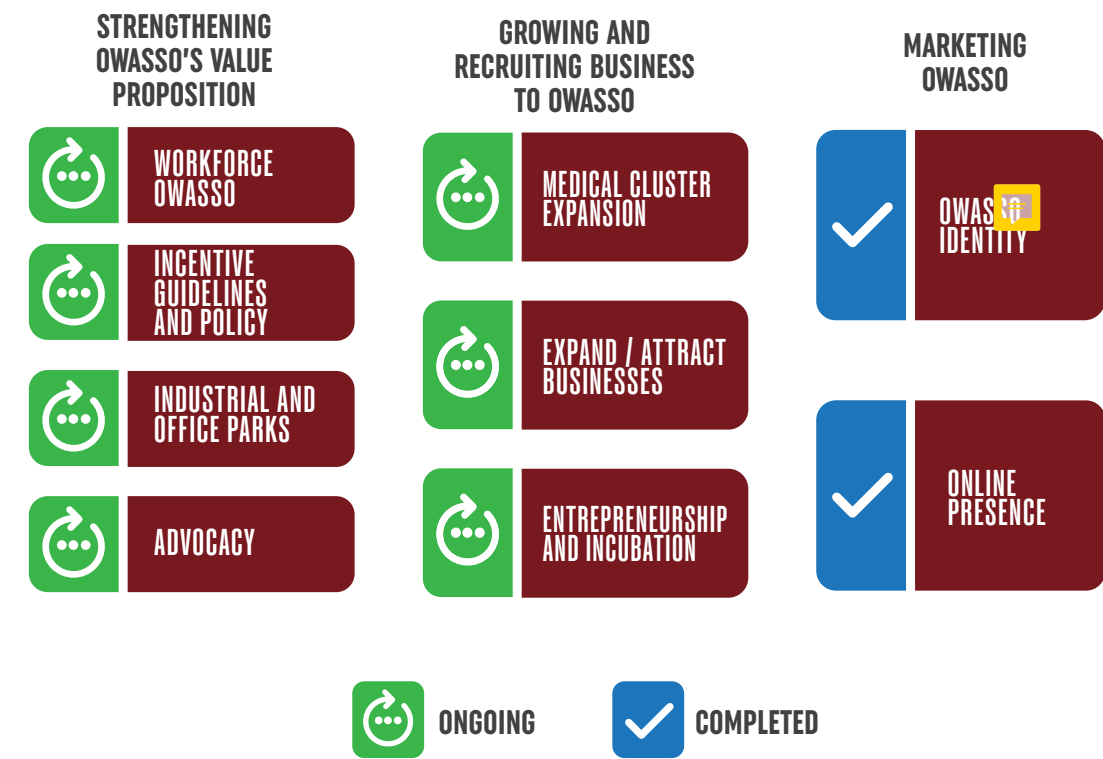 STRENGTHENING
OWASSO'S VALUE
PROPOSITION
WORKFORCE
OWASSO
INCENTIVE
GUIDELINES
AND POLICY
INDUSTRIAL AND
OFFICE PARKS
ADVOCACY
GROWING AND
RECRUITING BUSINESS
TO OWASSO
MEDICAL CLUSTER
EXPANSION
EXPAND / ATTRACT
BUSINESSES
ENTREPRENEURSHIP
AND INCUBATION
MARKETING
OWASSO
OWASSO
IDENTITY
ONLINE
PRESENCE
ONGOING
COMPLETED